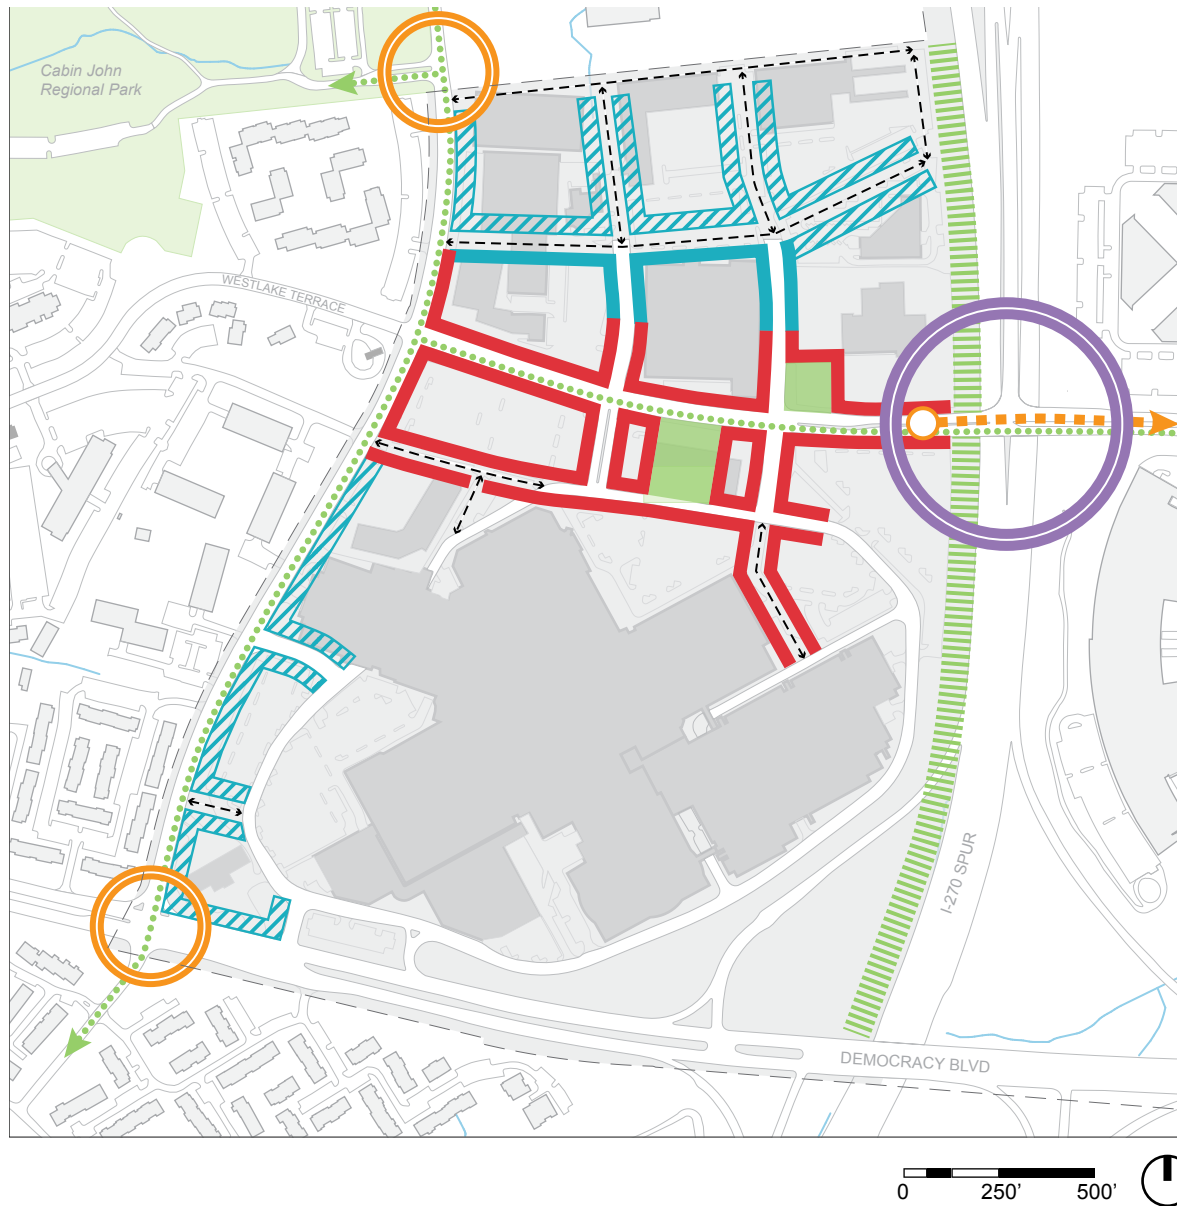 Cabin John
Regional Park
WESTLAKE TERRACE
I-270 SPUR
DEMOCRACY BLVD
0 250’ 500’